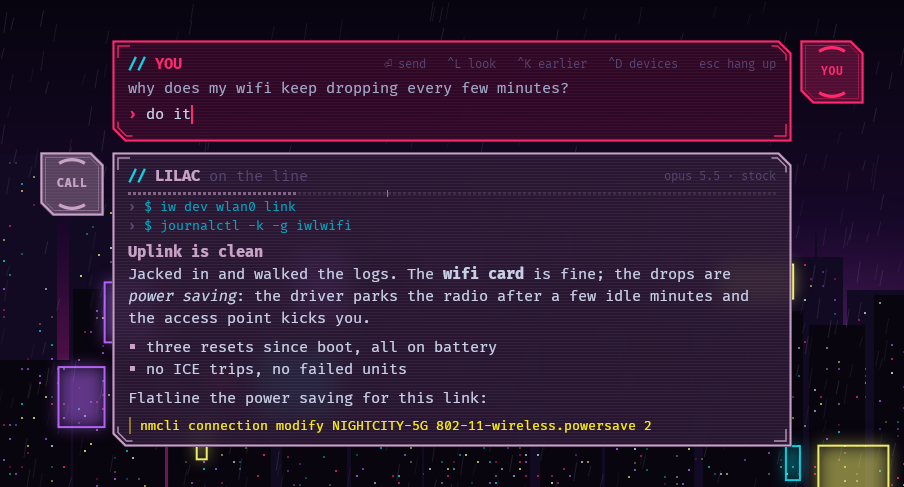 // YOU
⏎ send ^L look ^K earlier ^D devices esc hang up
YOU
why does my wifi keep dropping every few minutes?
› do it
CALL
// LILAC on the line
opus 5.5 · stock
› $ iw dev wlan0 link
› $ journalctl -k -g iwlwifi
Uplink is clean
Jacked in and walked the logs. The wifi card is fine; the drops are
power saving: the driver parks the radio after a few idle minutes and
the access point kicks you.
▪ three resets since boot, all on battery
▪ no ICE trips, no failed units
Flatline the power saving for this link:
nmcli connection modify NIGHTCITY-5G 802-11-wireless.powersave 2